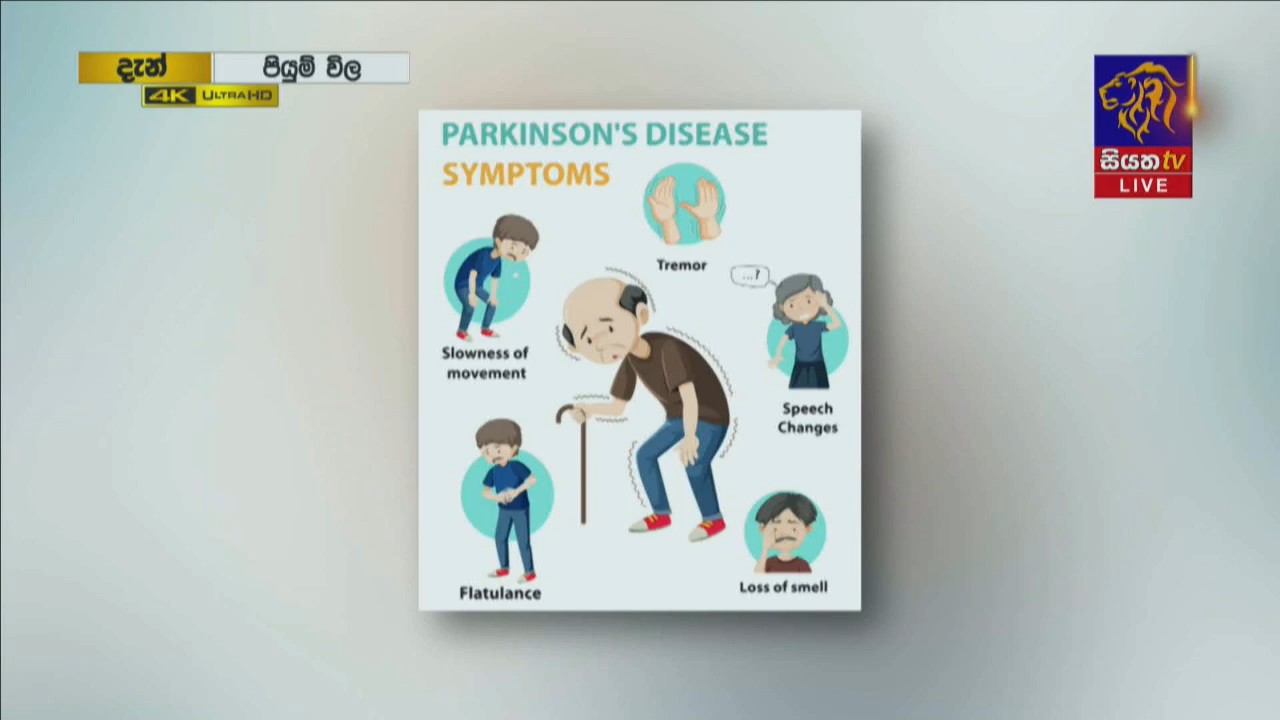 දැන් පියුම් විල
4K ULTRA HD
සියත tv
LIVE
PARKINSON'S DISEASE
SYMPTOMS
Tremor
...?
Slowness of
movement
Speech
Changes
Flatulance
Loss of smell